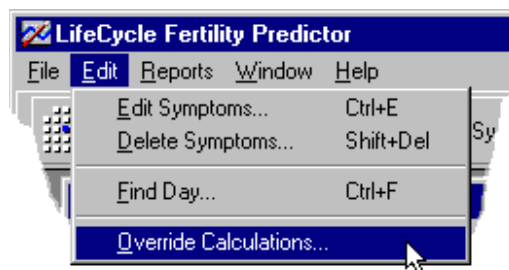 LifeCycle Fertility Predictor
File Edit Reports Window Help
Edit Symptoms... Ctrl+E
Delete Symptoms... Shift+Del
Sy
Find Day... Ctrl+F
Override Calculations...